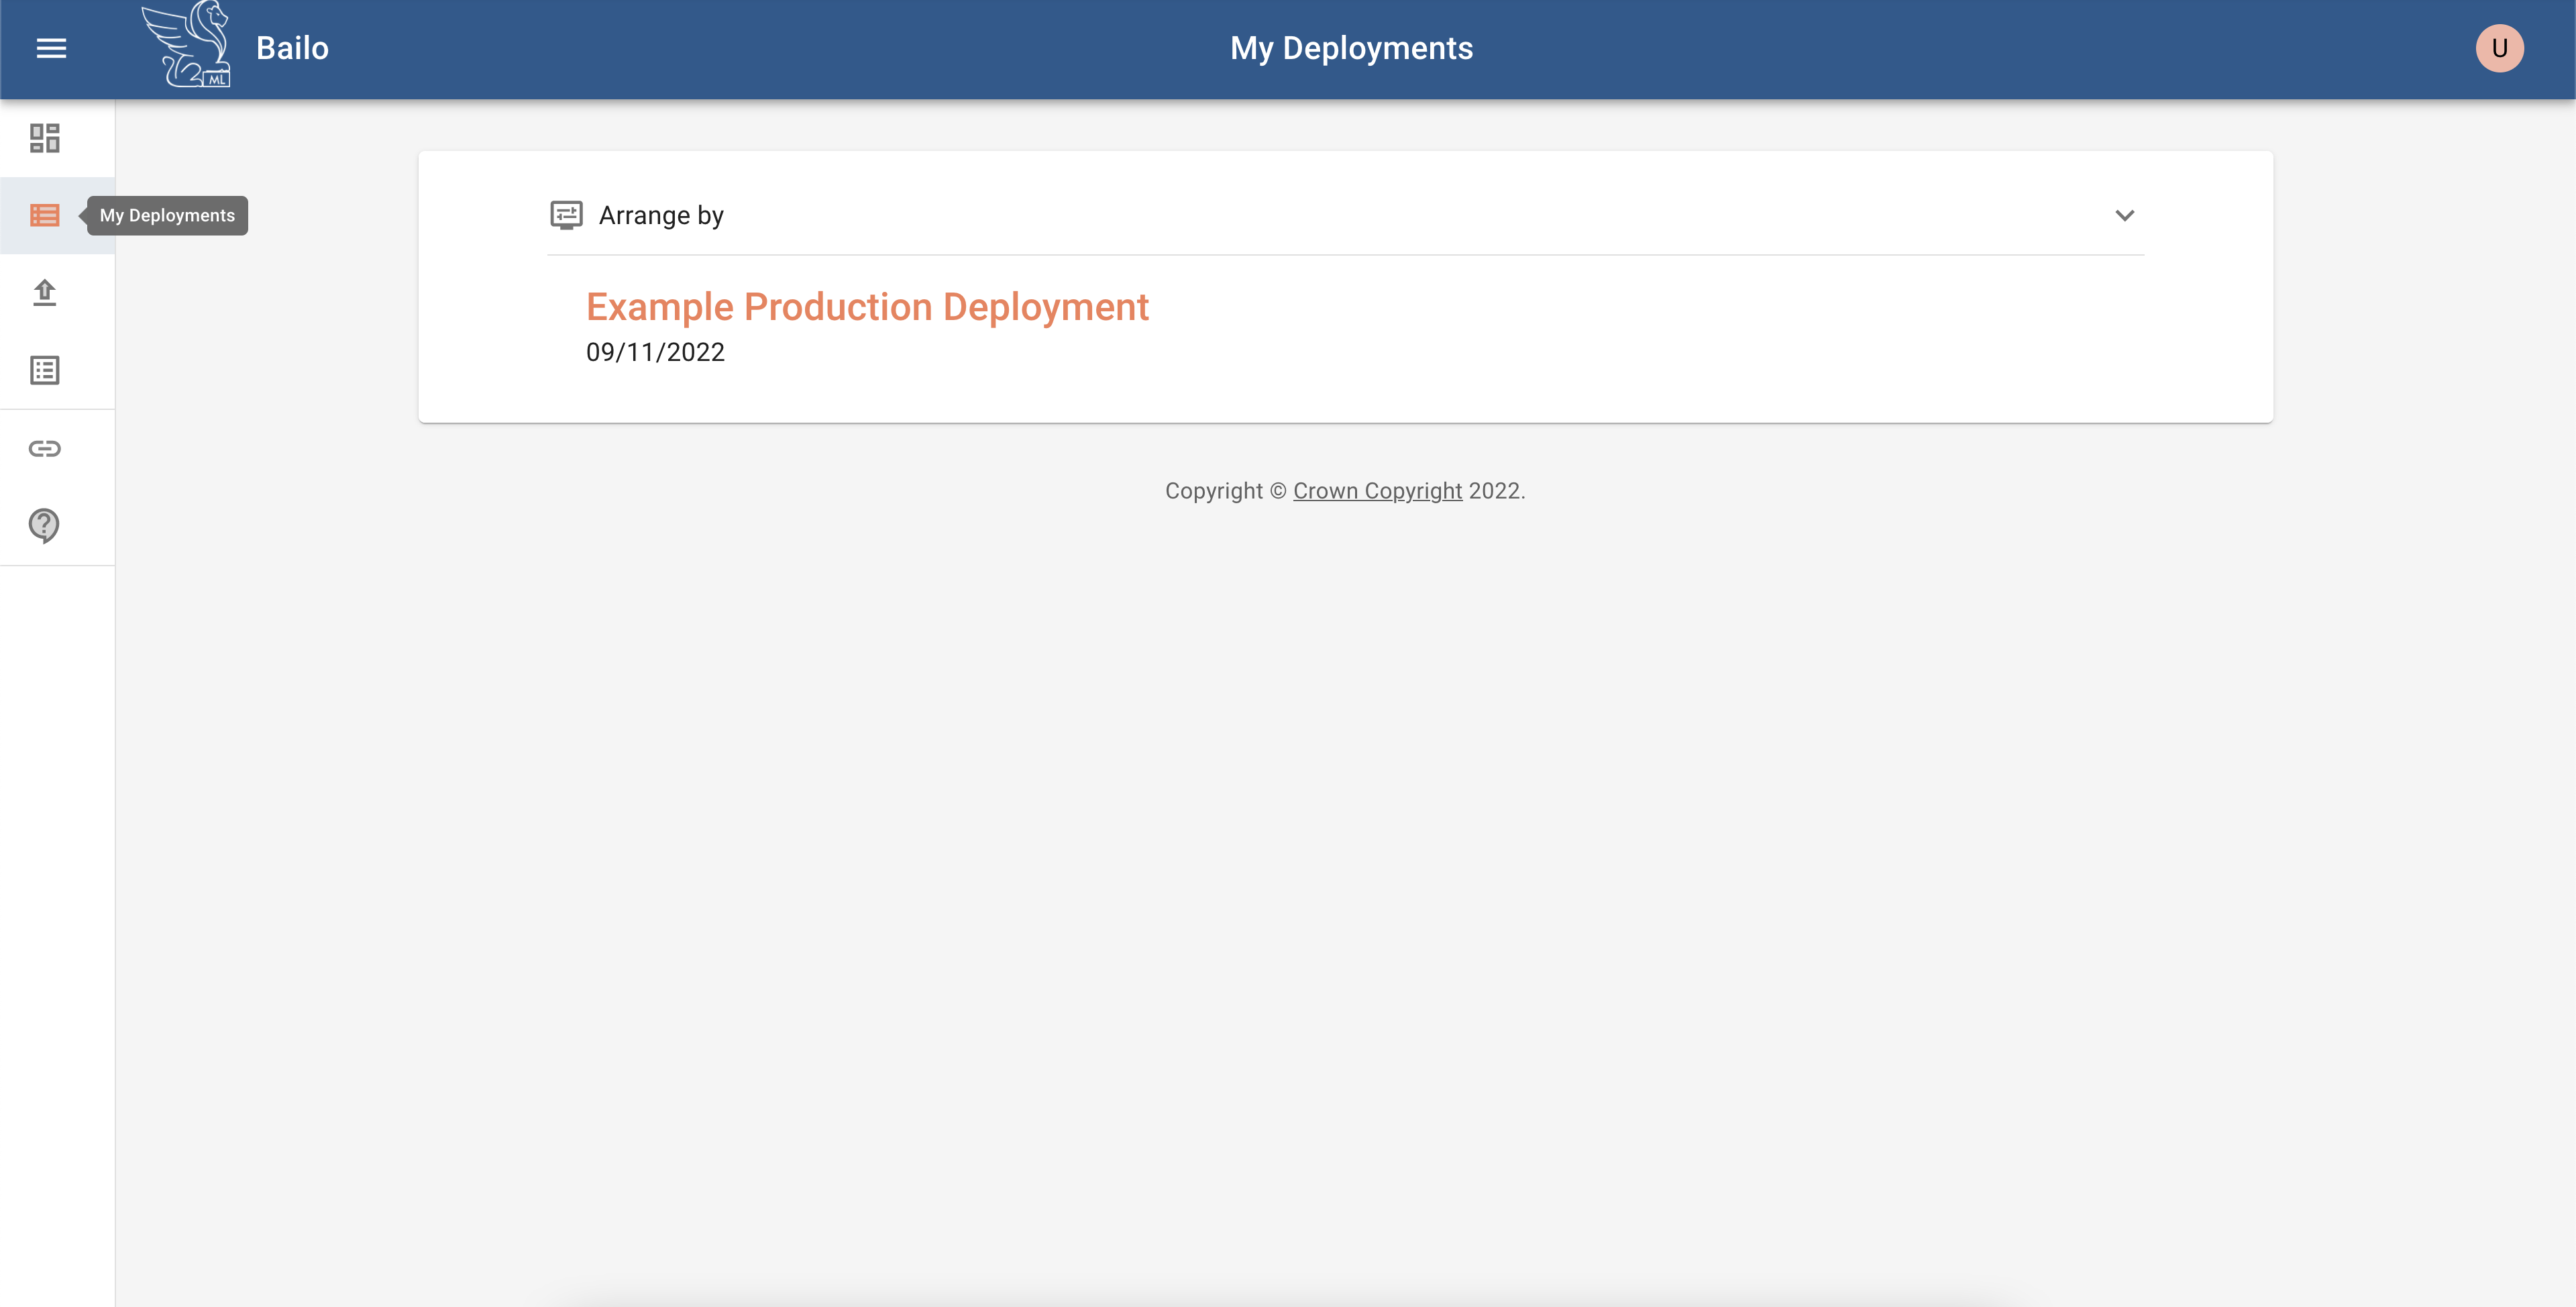 ML
Bailo
My Deployments
U
My Deployments
Arrange by
Example Production Deployment
09/11/2022
Copyright © Crown Copyright 2022.